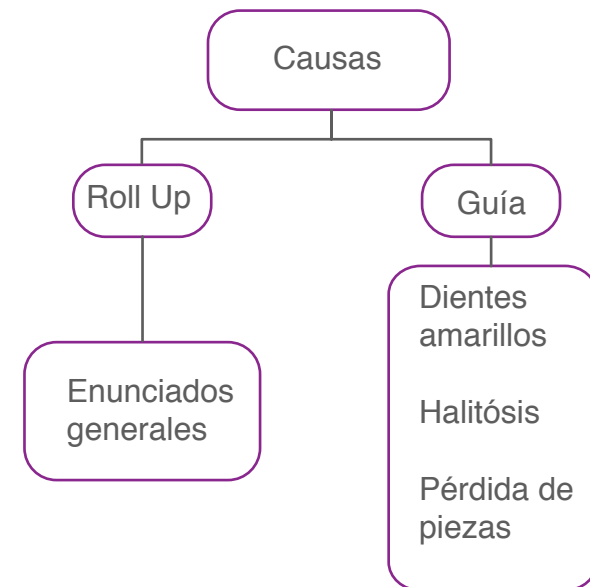 Causas
Roll Up
Guía
Enunciados
generales
Dientes
amarillos
Halitósis
Pérdida de
piezas